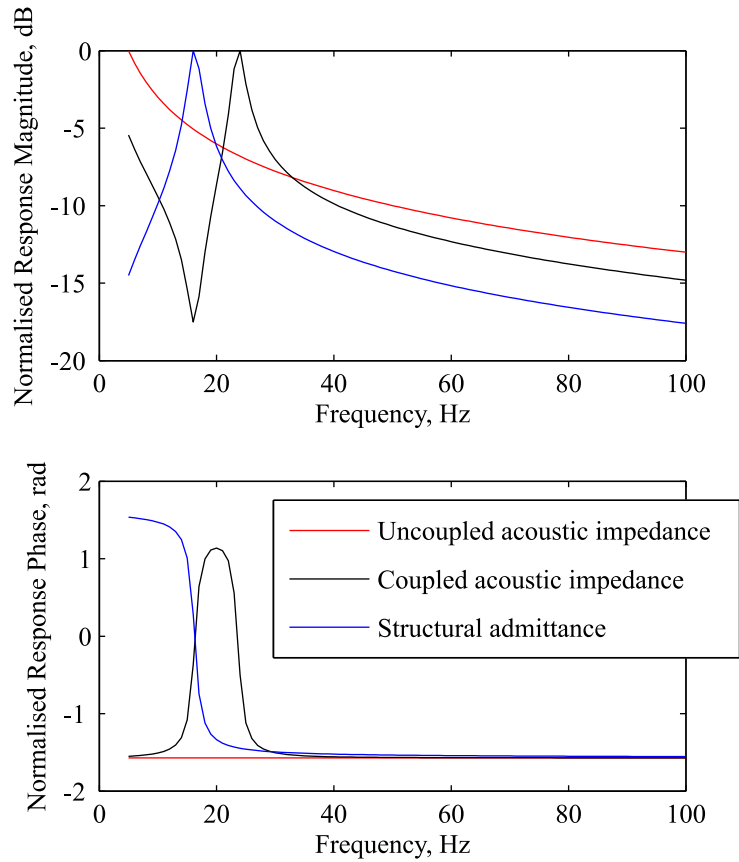 Normalised Response Magnitude, dB
0
-5
-10
-15
-20
0 20 40 60 80 100
Frequency, Hz
Normalised Response Phase, rad
2
1
0
-1
-2
Uncoupled acoustic impedance
Coupled acoustic impedance
Structural admittance
0 20 40 60 80 100
Frequency, Hz